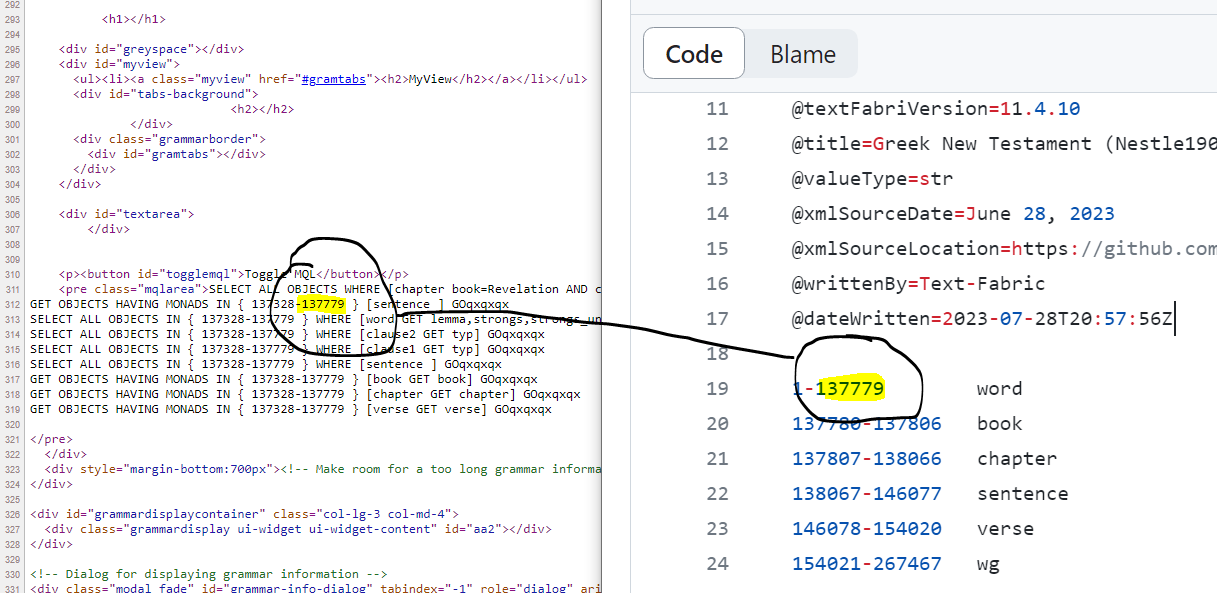 292
293 <h1></h1>
294
295 <div id="greyspace"></div>
296 <div id="myview">
297 <ul><li><a class="myview" href="#gramtabs"><h2>MyView</h2></a></li></ul>
298 <div id="tabs-background">
299 <h2></h2>
300 </div>
301 <div class="grammarborder">
302 <div id="gramtabs"></div>
303 </div>
304 </div>
305
306 <div id="textarea">
307 </div>
308
309
310 <p><button id="togglemql">Toggle MQL</button></p>
311 <pre class="mqlarea">SELECT ALL OBJECTS WHERE [chapter book=Revelation AND c
312 GET OBJECTS HAVING MONADS IN { 137328-137779 } [sentence ] GOqxqxqx
313 SELECT ALL OBJECTS IN { 137328-137779 } WHERE [word GET lemma,strongs,strongs_un
314 SELECT ALL OBJECTS IN { 137328-137779 } WHERE [clause2 GET typ] GOqxqxqx
315 SELECT ALL OBJECTS IN { 137328-137779 } WHERE [clause1 GET typ] GOqxqxqx
316 SELECT ALL OBJECTS IN { 137328-137779 } WHERE [sentence ] GOqxqxqx
317 GET OBJECTS HAVING MONADS IN { 137328-137779 } [book GET book] GOqxqxqx
318 GET OBJECTS HAVING MONADS IN { 137328-137779 } [chapter GET chapter] GOqxqxqx
319 GET OBJECTS HAVING MONADS IN { 137328-137779 } [verse GET verse] GOqxqxqx
320
321 </pre>
322 </div>
323 <div style="margin-bottom:700px"><!-- Make room for a too long grammar informa
324 </div>
325
326 <div id="grammardisplaycontainer" class="col-lg-3 col-md-4">
327 <div class="grammardisplay ui-widget ui-widget-content" id="aa2"></div>
328 </div>
329
330 <!-- Dialog for displaying grammar information -->
331 <div class="modal fade" id="grammar-info-dialog" tabindex="-1" role="dialog" ari
Code Blame
11 @textFabriVersion=11.4.10
12 @title=Greek New Testament (Nestle190
13 @valueType=str
14 @xmlSourceDate=June 28, 2023
15 @xmlSourceLocation=https://github.com
16 @writtenBy=Text-Fabric
17 @dateWritten=2023-07-28T20:57:56Z
18
19 1-137779 word
20 137780-137806 book
21 137807-138066 chapter
22 138067-146077 sentence
23 146078-154020 verse
24 154021-267467 wg